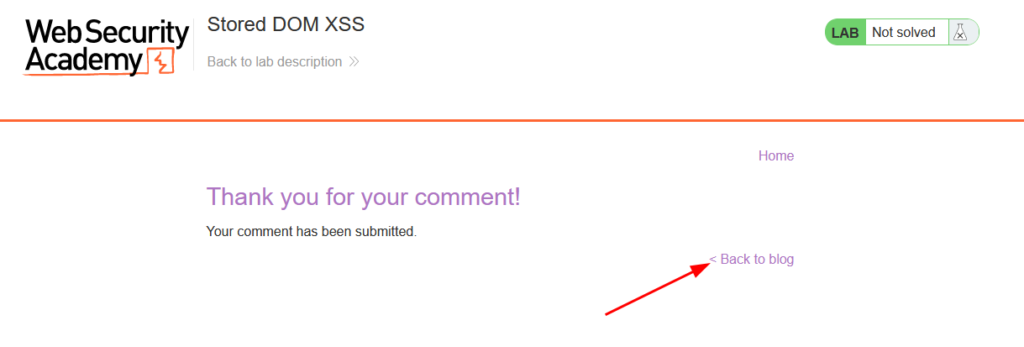 Web Security
Academy
Stored DOM XSS
Back to lab description >>
LAB Not solved
Home
Thank you for your comment!
Your comment has been submitted.
< Back to blog